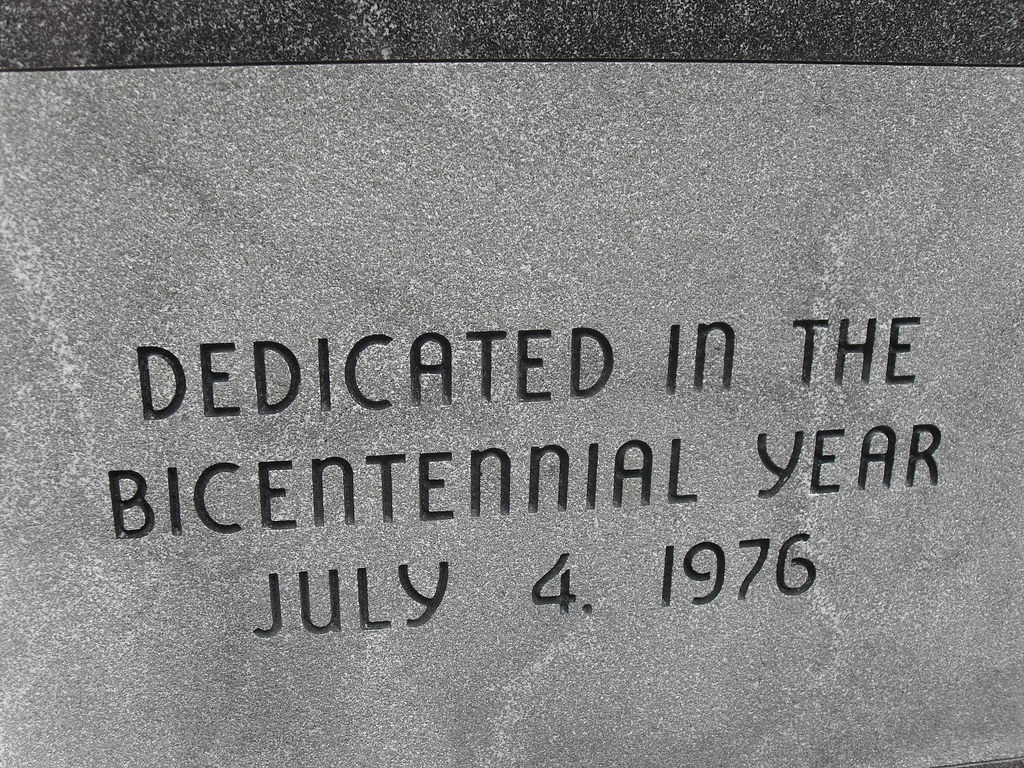 DEDICATED IN THE
BICENTENNIAL YEAR
JULY 4. 1976